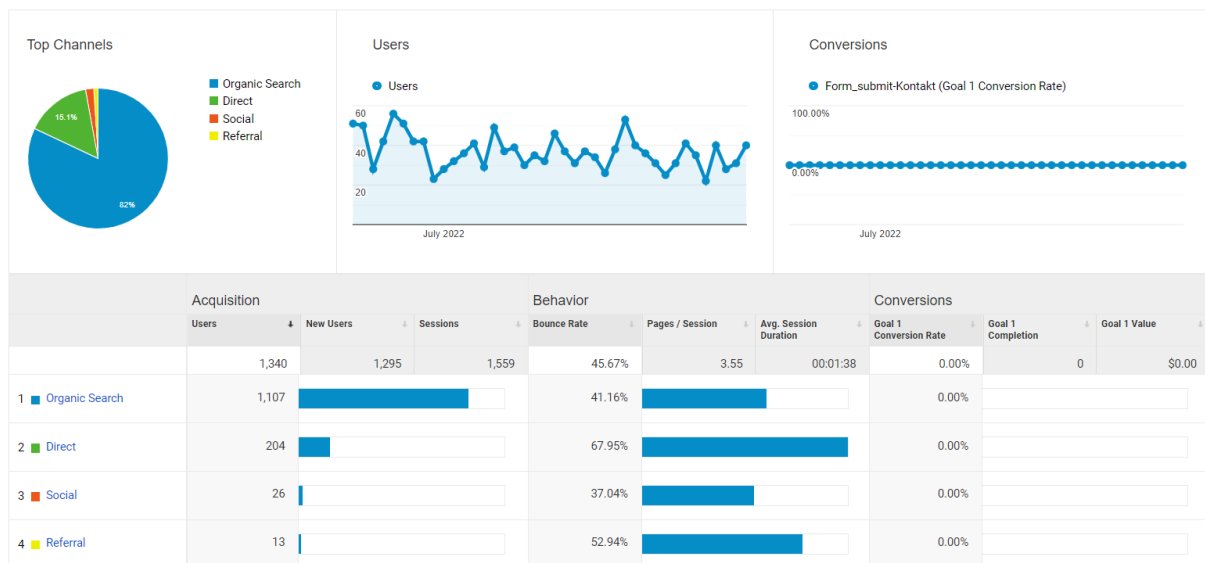 Top Channels
Organic Search
Direct
Social
Referral
15.1%
82%
Users
Users
60
40
20
July 2022
Conversions
Form_submit-Kontakt (Goal 1 Conversion Rate)
100.00%
0.00%
July 2022
Acquisition Behavior Conversions
Users New Users Sessions Bounce Rate Pages / Session Avg. Session Duration Goal 1 Conversion Rate Goal 1 Completion Goal 1 Value
1,340 1,295 1,559 45.67% 3.55 00:01:38 0.00% 0 $0.00
1 Organic Search 1,107 41.16% 0.00%
2 Direct 204 67.95% 0.00%
3 Social 26 37.04% 0.00%
4 Referral 13 52.94% 0.00%